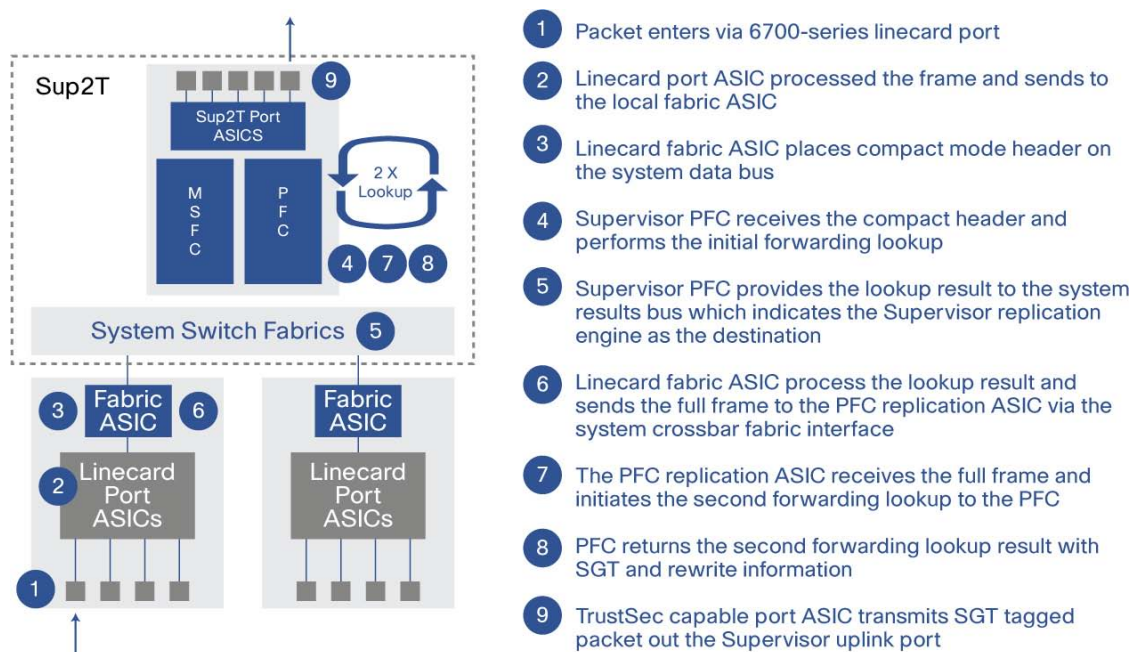 Sup2T
9
Sup2T Port
ASICS
M
S
F
C
P
F
C
2 X
Lookup
4 7 8
System Switch Fabrics 5
3
Fabric
ASIC
6
2
Linecard
Port
ASICs
1
Fabric
ASIC
Linecard
Port
ASICs
1 Packet enters via 6700-series linecard port
2 Linecard port ASIC processed the frame and sends to
the local fabric ASIC
3 Linecard fabric ASIC places compact mode header on
the system data bus
4 Supervisor PFC receives the compact header and
performs the initial forwarding lookup
5 Supervisor PFC provides the lookup result to the system
results bus which indicates the Supervisor replication
engine as the destination
6 Linecard fabric ASIC process the lookup result and
sends the full frame to the PFC replication ASIC via the
system crossbar fabric interface
7 The PFC replication ASIC receives the full frame and
initiates the second forwarding lookup to the PFC
8 PFC returns the second forwarding lookup result with
SGT and rewrite information
9 TrustSec capable port ASIC transmits SGT tagged
packet out the Supervisor uplink port